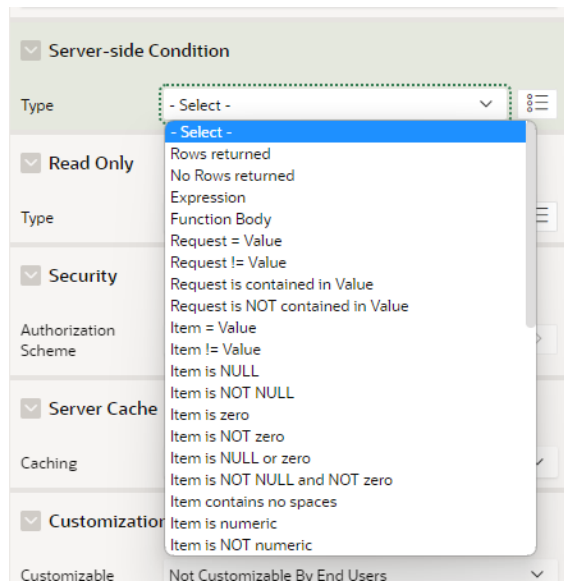 Server-side Condition
Type
- Select -
- Select -
Rows returned
No Rows returned
Expression
Function Body
Request = Value
Request != Value
Request is contained in Value
Request is NOT contained in Value
Item = Value
Item != Value
Item is NULL
Item is NOT NULL
Item is zero
Item is NOT zero
Item is NULL or zero
Item is NOT NULL and NOT zero
Item contains no spaces
Item is numeric
Item is NOT numeric
Read Only
Type
Security
Authorization
Scheme
Server Cache
Caching
Customization
Customizable
Not Customizable By End Users